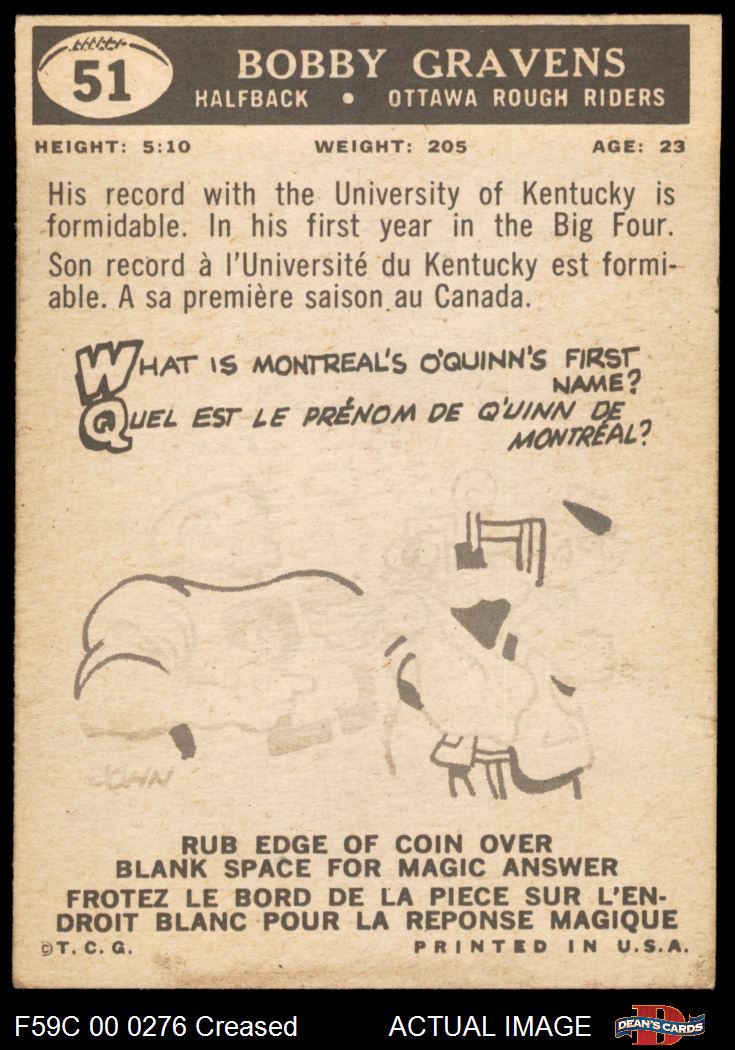 51
BOBBY GRAVENS
HALFBACK • OTTAWA ROUGH RIDERS
HEIGHT: 5:10 WEIGHT: 205 AGE: 23
His record with the University of Kentucky is
formidable. In his first year in the Big Four.
Son record à l'Université du Kentucky est formi-
able. A sa première saison au Canada.
WHAT IS MONTREAL'S O'QUINN'S FIRST
NAME?
QUEL EST LE PRÉNOM DE Q'UINN DE
MONTRÉAL?
JOHN
RUB EDGE OF COIN OVER
BLANK SPACE FOR MAGIC ANSWER
FROTEZ LE BORD DE LA PIECE SUR L'EN-
DROIT BLANC POUR LA REPONSE MAGIQUE
©T. C. G. PRINTED IN U.S.A.
F59C 00 0276 Creased ACTUAL IMAGE
D
DEAN'S CARDS